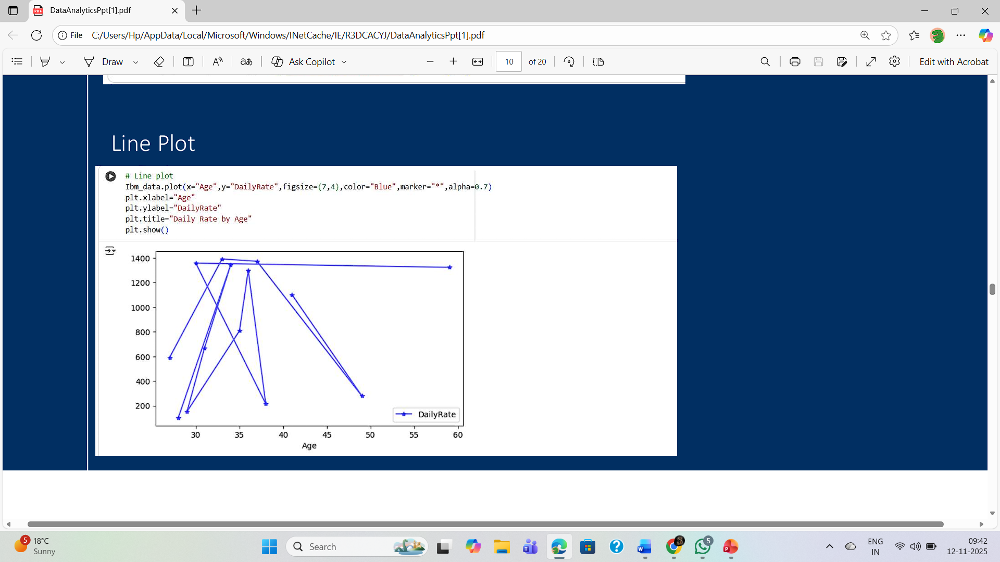 DataAnalyticsPpt[1].pdf
File C:/Users/Hp/AppData/Local/Microsoft/Windows/INetCache/IE/R3DCACYJ/DataAnalyticsPpt[1].pdf
Draw aあ Ask Copilot 10 of 20 Edit with Acrobat
Line Plot
# Line plot
Ibm_data.plot(x="Age",y="DailyRate",figsize=(7,4),color="Blue",marker="*",alpha=0.7)
plt.xlabel="Age"
plt.ylabel="DailyRate"
plt.title="Daily Rate by Age"
plt.show()
1400
1200
1000
800
600
400
200
DailyRate
30 35 40 45 50 55 60
Age
5
18°C
Sunny
Search
5
ENG
IN
09:42
12-11-2025